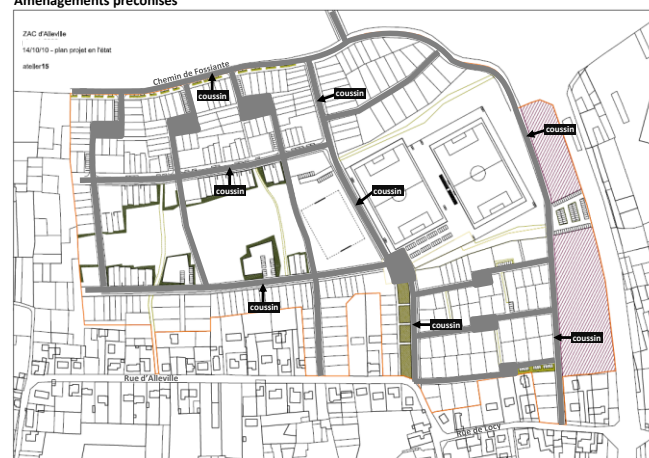 Aménagements préconisés
ZAC d'Alleville
14/10/10 - plan projet en l'état
atelier15
Chemin de Fossiante
coussin
coussin
coussin
coussin
coussin
coussin
coussin
coussin
Rue d'Alleville
Rue de Locy